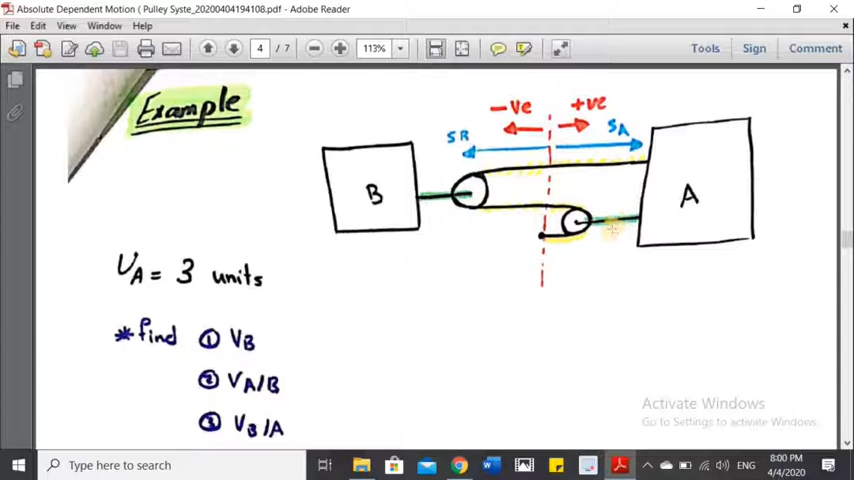 Absolute Dependent Motion ( Pulley Syste_20200404194108.pdf - Adobe Reader
File Edit View Window Help
4 / 7 113% Tools Sign Comment
Example
-ve +ve
SB SA
B A
VA = 3 units
*find ① VB
② VA/B
③ VB/A
Activate Windows
Go to Settings to activate Windows.
Type here to search
ENG
8:00 PM
4/4/2020